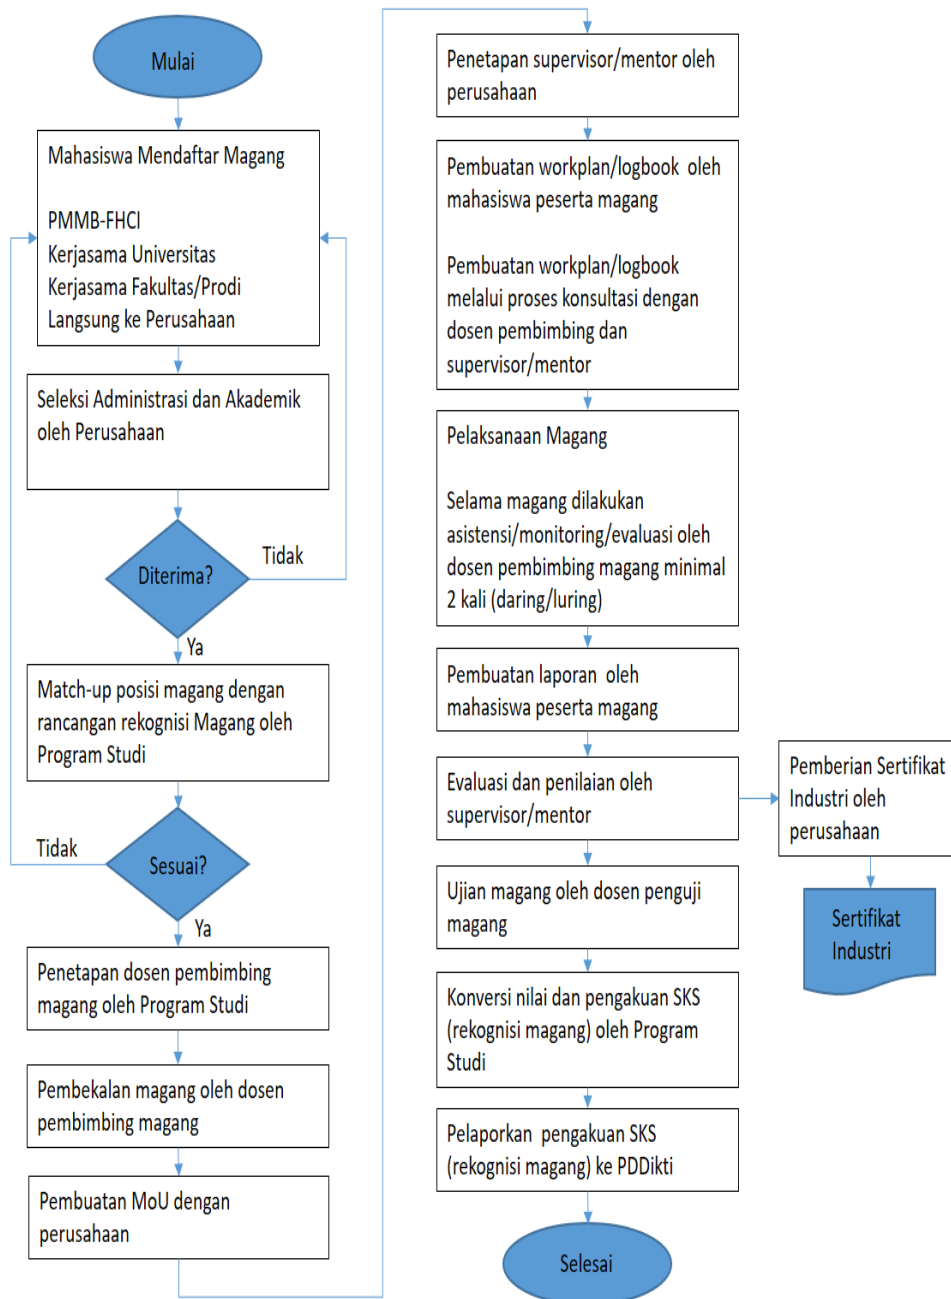 Mulai
Mahasiswa Mendaftar Magang
PMMB-FHCI
Kerjasama Universitas
Kerjasama Fakultas/Prodi
Langsung ke Perusahaan
Seleksi Administrasi dan Akademik
oleh Perusahaan
Diterima?
Tidak
Ya
Match-up posisi magang dengan
rancangan rekognisi Magang oleh
Program Studi
Tidak
Sesuai?
Ya
Penetapan dosen pembimbing
magang oleh Program Studi
Pembekalan magang oleh dosen
pembimbing magang
Pembuatan MoU dengan
perusahaan
Penetapan supervisor/mentor oleh
perusahaan
Pembuatan workplan/logbook oleh
mahasiswa peserta magang
Pembuatan workplan/logbook
melalui proses konsultasi dengan
dosen pembimbing dan
supervisor/mentor
Pelaksanaan Magang
Selama magang dilakukan
asistensi/monitoring/evaluasi oleh
dosen pembimbing magang minimal
2 kali (daring/luring)
Pembuatan laporan oleh
mahasiswa peserta magang
Evaluasi dan penilaian oleh
supervisor/mentor
Pemberian Sertifikat
Industri oleh
perusahaan
Sertifikat
Industri
Ujian magang oleh dosen penguji
magang
Konversi nilai dan pengakuan SKS
(rekognisi magang) oleh Program
Studi
Pelaporkan pengakuan SKS
(rekognisi magang) ke PDDikti
Selesai